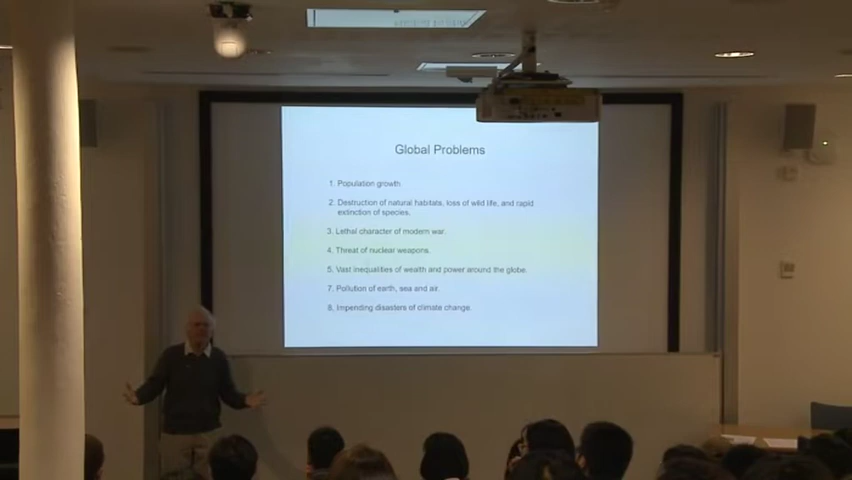 Global Problems
1. Population growth
2. Destruction of natural habitats, loss of wild life, and rapid
extinction of species.
3. Lethal character of modern war.
4. Threat of nuclear weapons.
5. Vast inequalities of wealth and power around the globe.
7. Pollution of earth, sea and air.
8. Impending disasters of climate change.